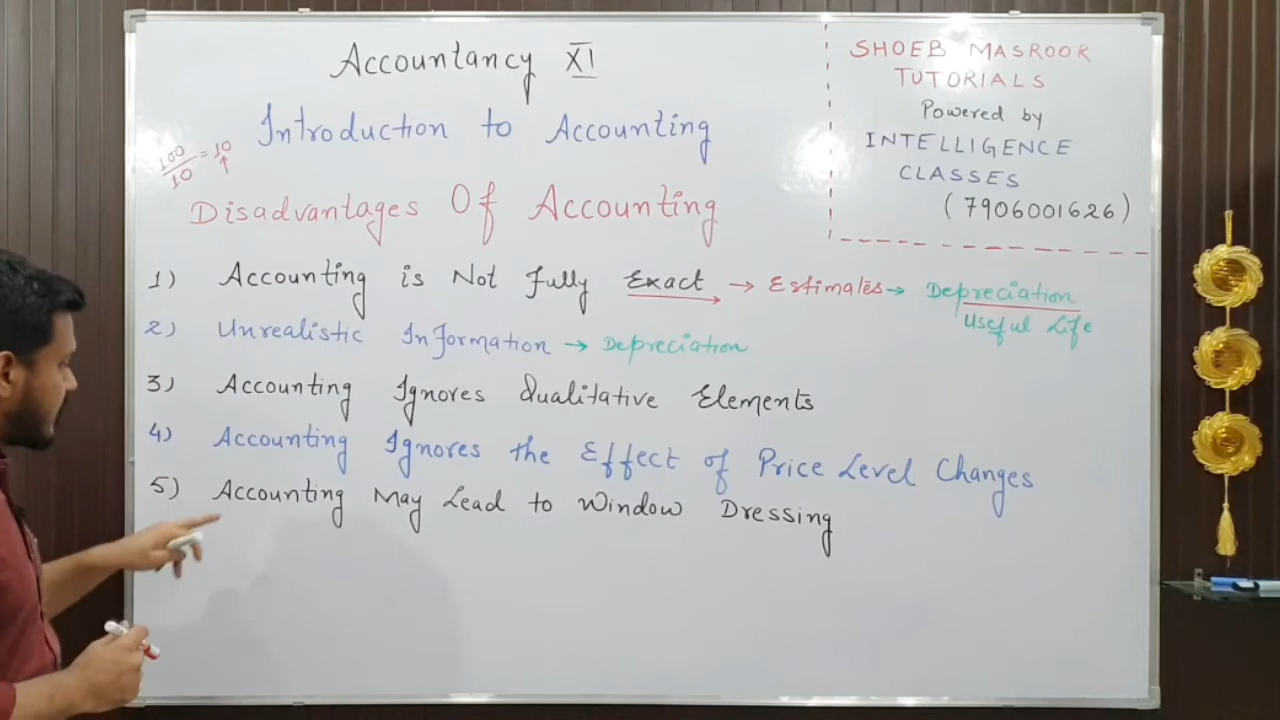 Accountancy XI
Introduction to Accounting
100/10 = 10
Disadvantages Of Accounting
SHOEB MASROOR
TUTORIALS
Powered by
INTELLIGENCE
CLASSES
(7906001626)
1) Accounting is Not fully Exact → Estimates → Depreciation
Useful Life
2) Unrealistic Information → Depreciation
3) Accounting Ignores Qualitative Elements
4) Accounting Ignores the Effect of Price Level Changes
5) Accounting May Lead to Window Dressing